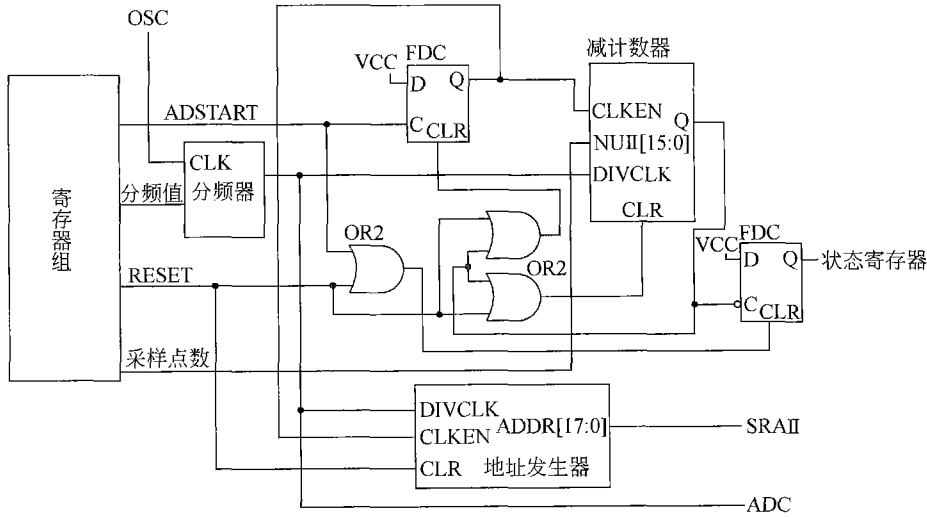 OSC
减计数器
VCC
FDC
D
Q
C
CLR
ADSTART
CLKEN
Q
NUII[15:0]
DIVCLK
CLR
CLK
分频器
分频值
寄存器组
OR2
OR2
RESET
VCC
FDC
D
Q
状态寄存器
C
CLR
采样点数
DIVCLK
ADDR[17:0]
CLKEN
CLR
地址发生器
SRAII
ADC